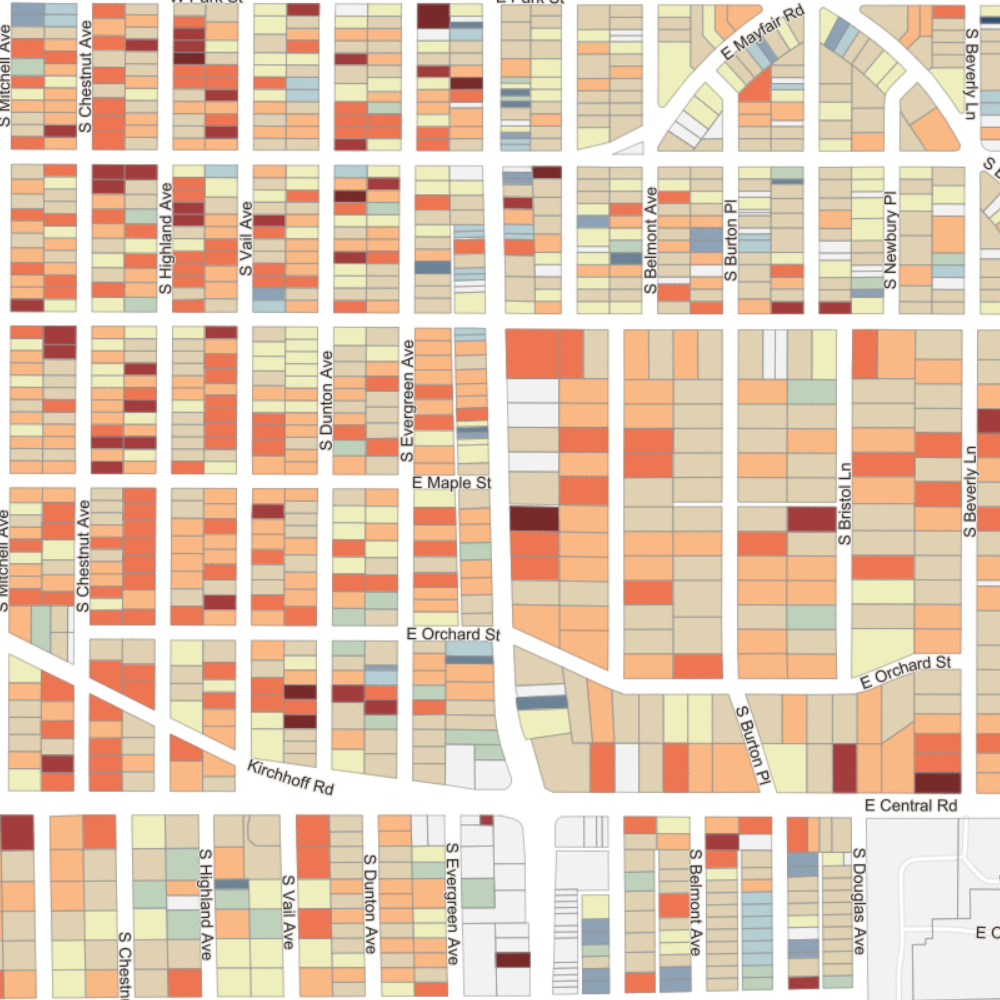 W Park St
E Park St
E Mayfair Rd
S Mitchell Ave
S Chestnut Ave
S Beverly Ln
S Highland Ave
S Vail Ave
S Belmont Ave
S Burton Pl
S Newbury Pl
S Dunton Ave
S Evergreen Ave
E Maple St
S Bristol Ln
S Beverly Ln
S Mitchell Ave
S Chestnut Ave
E Orchard St
E Orchard St
S Burton Pl
Kirchhoff Rd
E Central Rd
S Highland Ave
S Vail Ave
S Dunton Ave
S Evergreen Ave
S Belmont Ave
S Douglas Ave